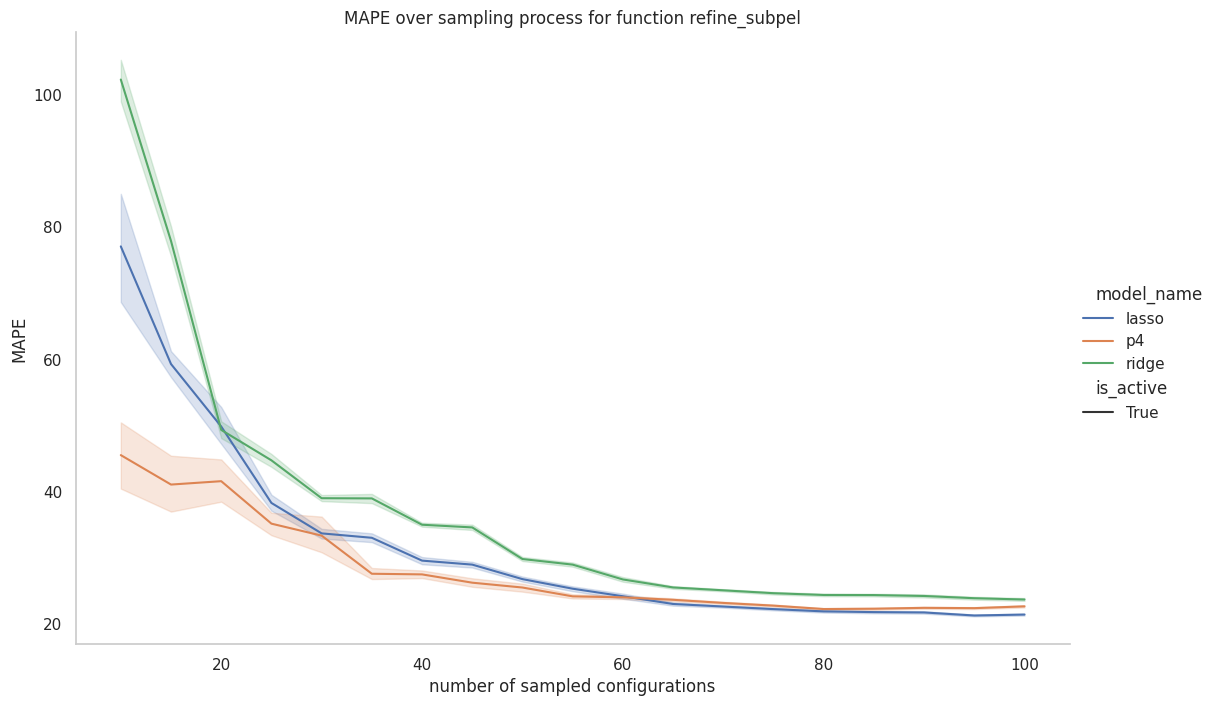 MAPE over sampling process for function refine_subpel
MAPE
100
80
60
40
20
20
40
60
80
100
number of sampled configurations
model_name
lasso
p4
ridge
is_active
True